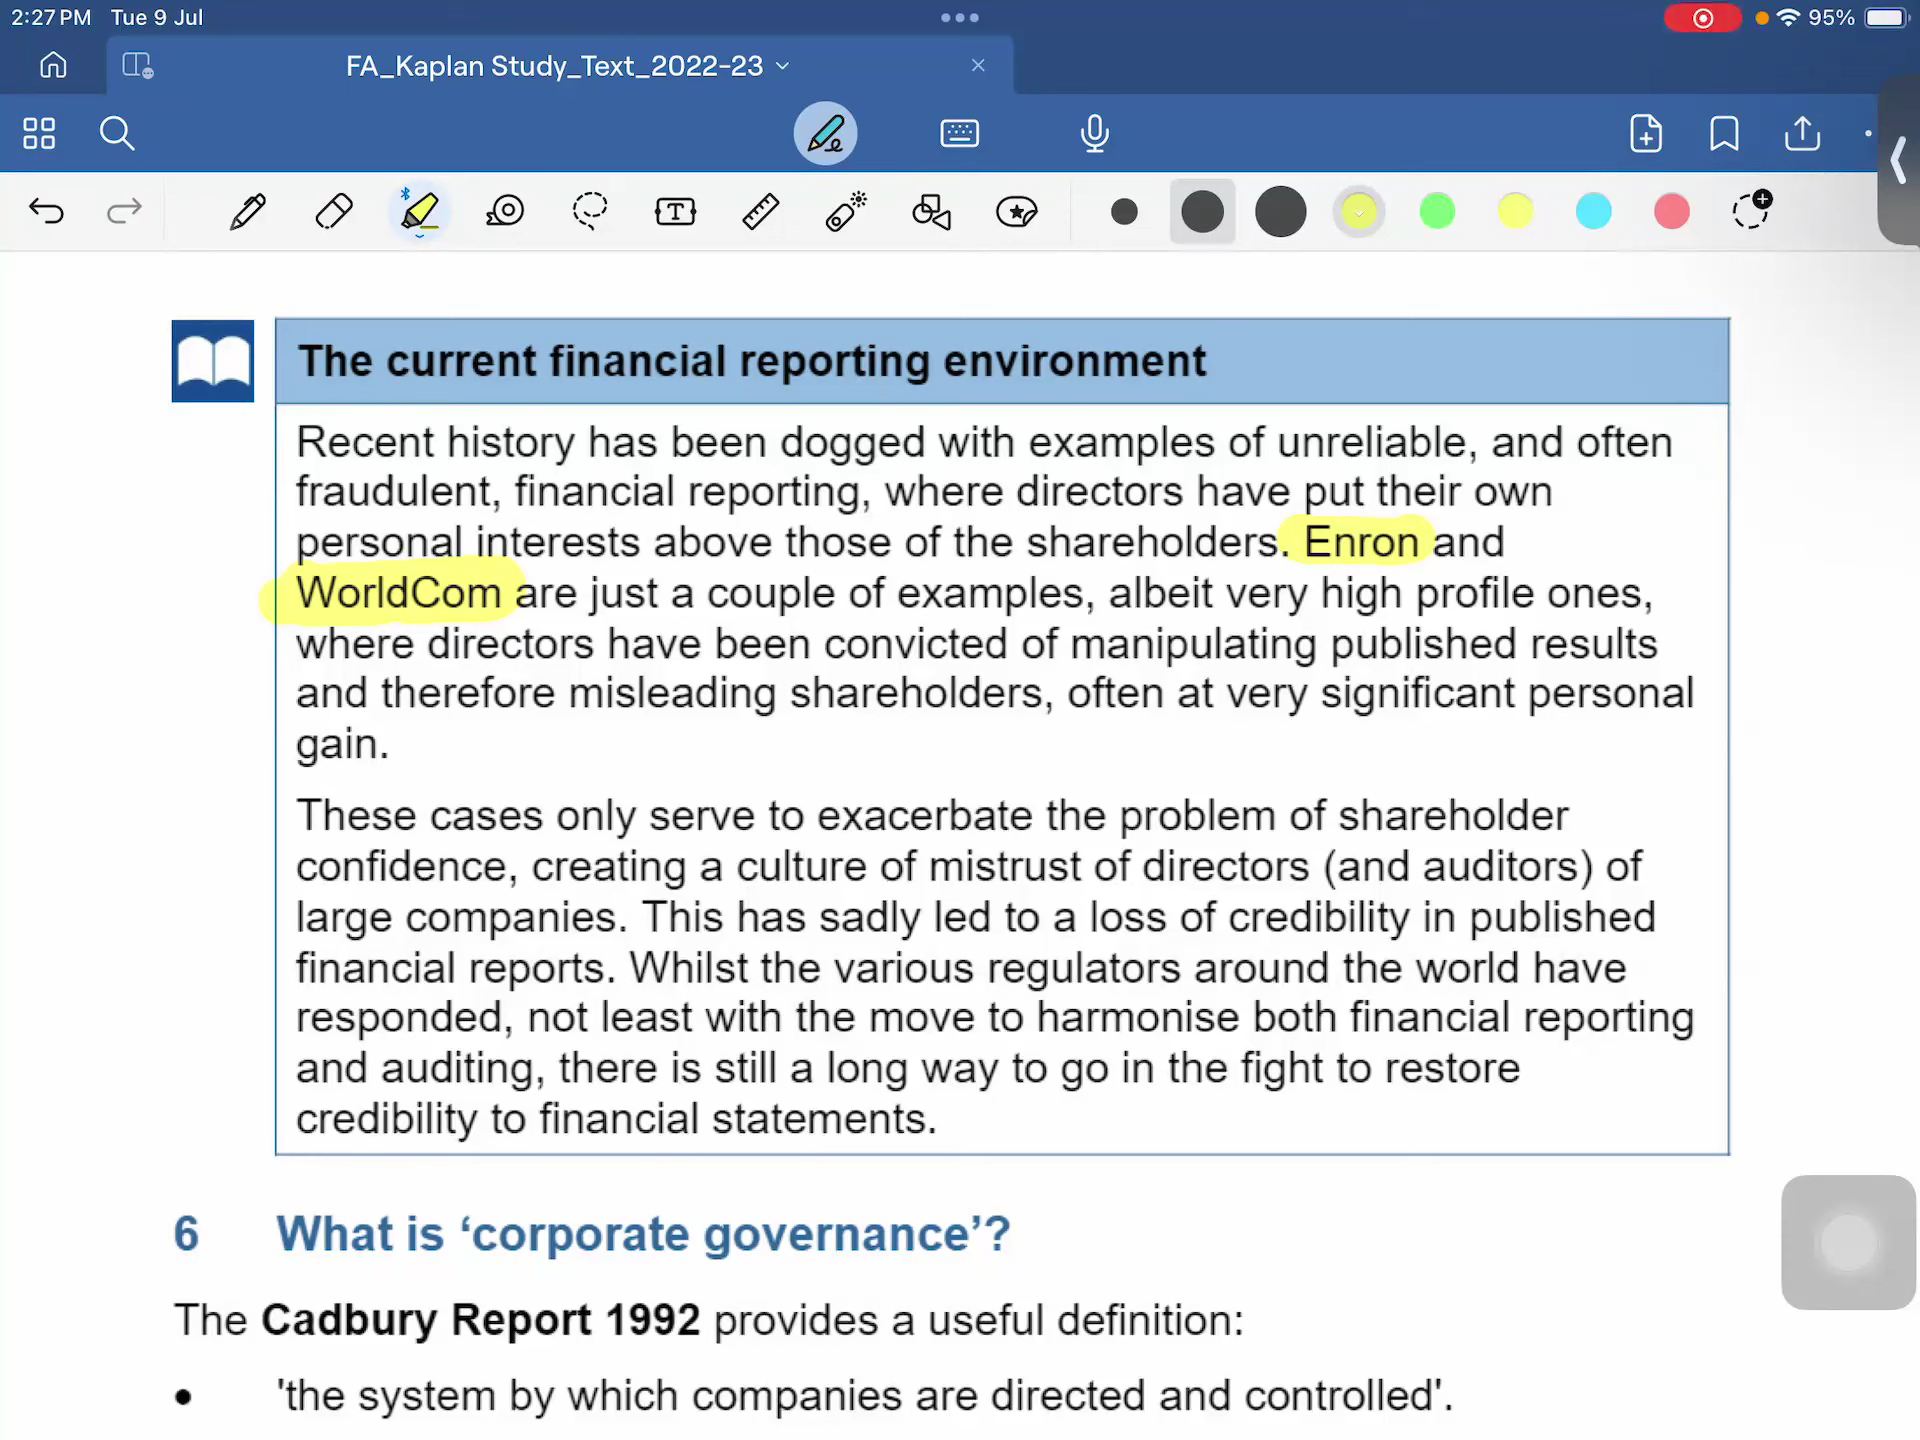 2:27 PM Tue 9 Jul
95%
FA_Kaplan Study_Text_2022-23
The current financial reporting environment
Recent history has been dogged with examples of unreliable, and often
fraudulent, financial reporting, where directors have put their own
personal interests above those of the shareholders. Enron and
WorldCom are just a couple of examples, albeit very high profile ones,
where directors have been convicted of manipulating published results
and therefore misleading shareholders, often at very significant personal
gain.
These cases only serve to exacerbate the problem of shareholder
confidence, creating a culture of mistrust of directors (and auditors) of
large companies. This has sadly led to a loss of credibility in published
financial reports. Whilst the various regulators around the world have
responded, not least with the move to harmonise both financial reporting
and auditing, there is still a long way to go in the fight to restore
credibility to financial statements.
6 What is ‘corporate governance’?
The Cadbury Report 1992 provides a useful definition:
• 'the system by which companies are directed and controlled'.